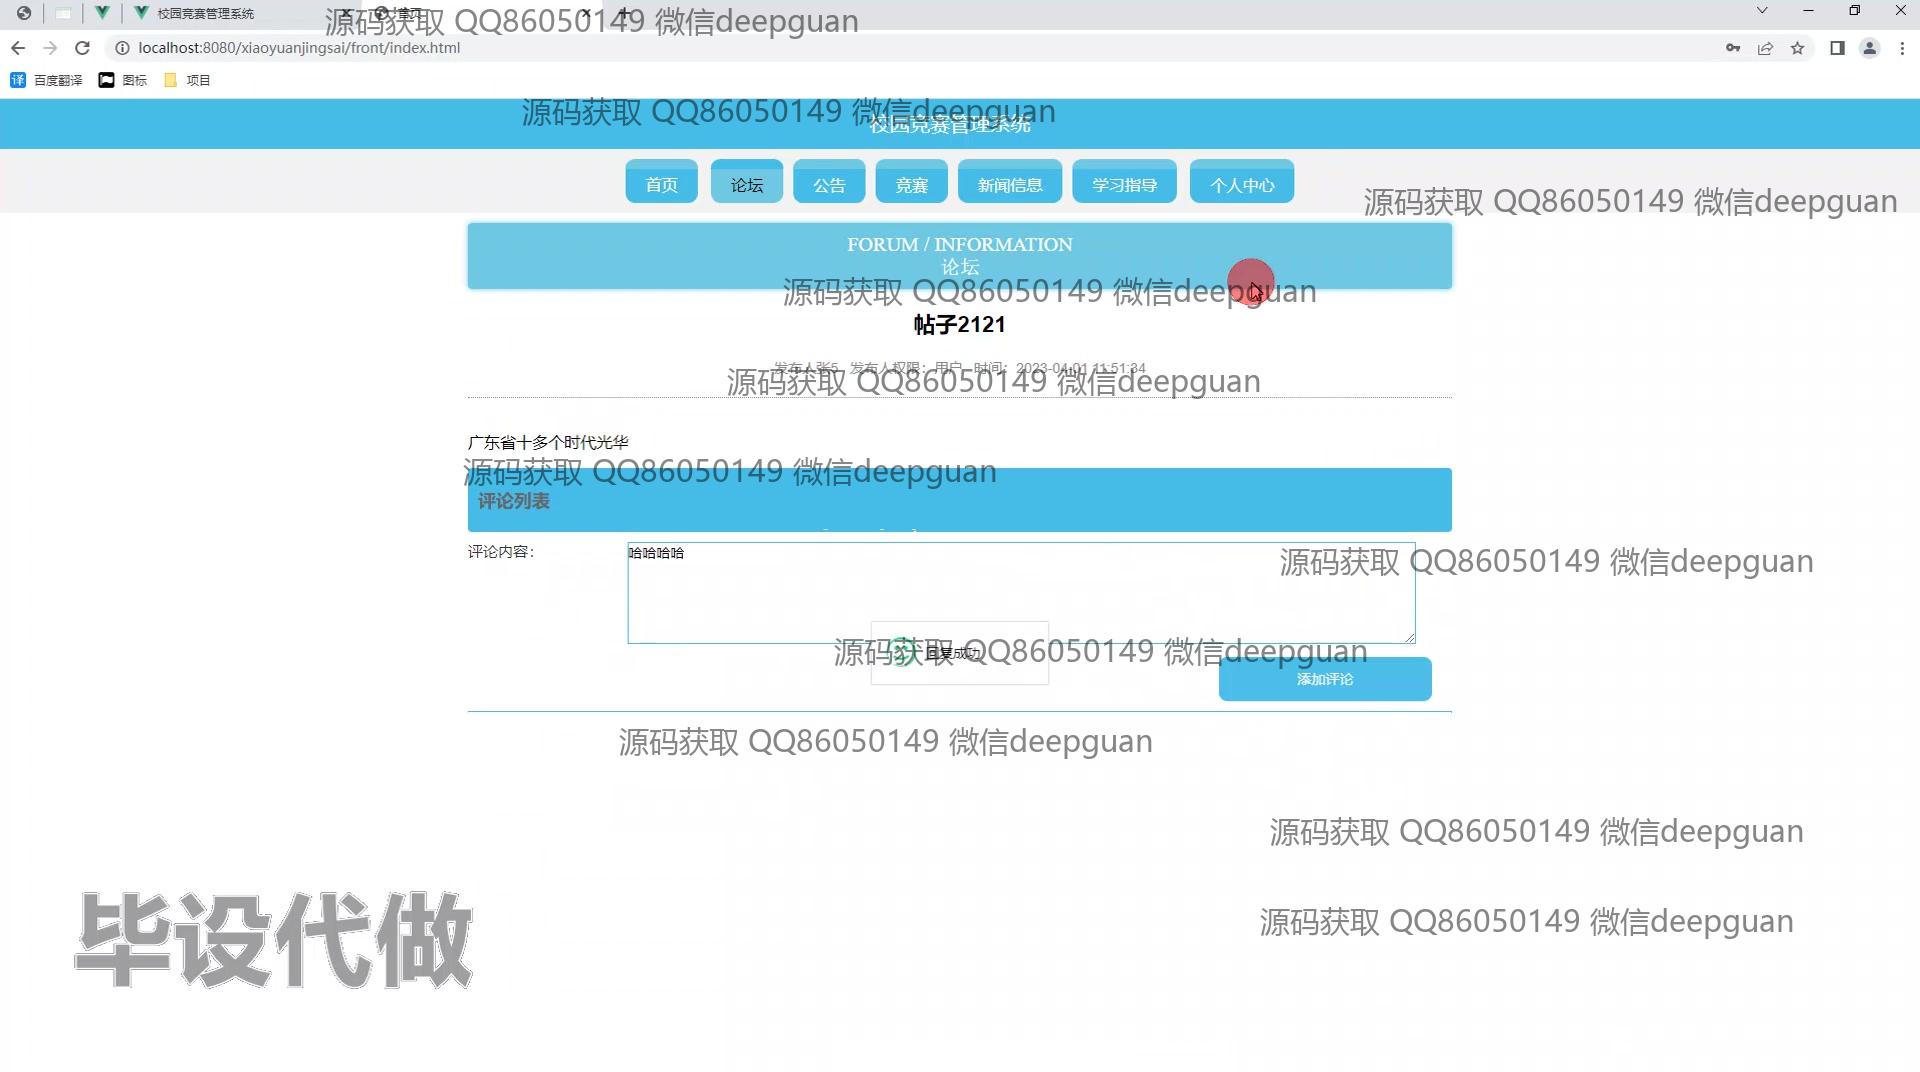 校园竞赛管理系统
首页
源码获取 QQ86050149 微信deepguan
localhost:8080/xiaoyuanjingsai/front/index.html
百度翻译 图标 项目
源码获取 QQ86050149 微信deepguan
校园竞赛管理系统
首页 论坛 公告 竞赛 新闻信息 学习指导 个人中心
源码获取 QQ86050149 微信deepguan
FORUM / INFORMATION
论坛
源码获取 QQ86050149 微信deepguan
帖子2121
发布人张5 发布人权限：用户 时间：2023-04-01 11:51:34
源码获取 QQ86050149 微信deepguan
广东省十多个时代光华
源码获取 QQ86050149 微信deepguan
评论列表
评论内容：
哈哈哈哈
源码获取 QQ86050149 微信deepguan
回复成功
源码获取 QQ86050149 微信deepguan
添加评论
源码获取 QQ86050149 微信deepguan
源码获取 QQ86050149 微信deepguan
源码获取 QQ86050149 微信deepguan
毕设代做